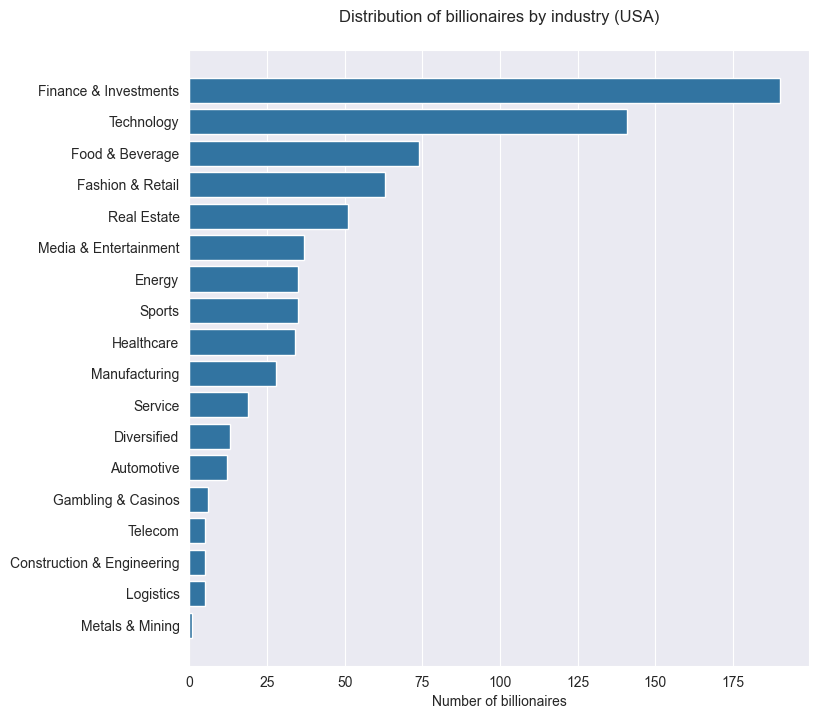 Distribution of billionaires by industry (USA)
Finance & Investments
Technology
Food & Beverage
Fashion & Retail
Real Estate
Media & Entertainment
Energy
Sports
Healthcare
Manufacturing
Service
Diversified
Automotive
Gambling & Casinos
Telecom
Construction & Engineering
Logistics
Metals & Mining
0 25 50 75 100 125 150 175
Number of billionaires